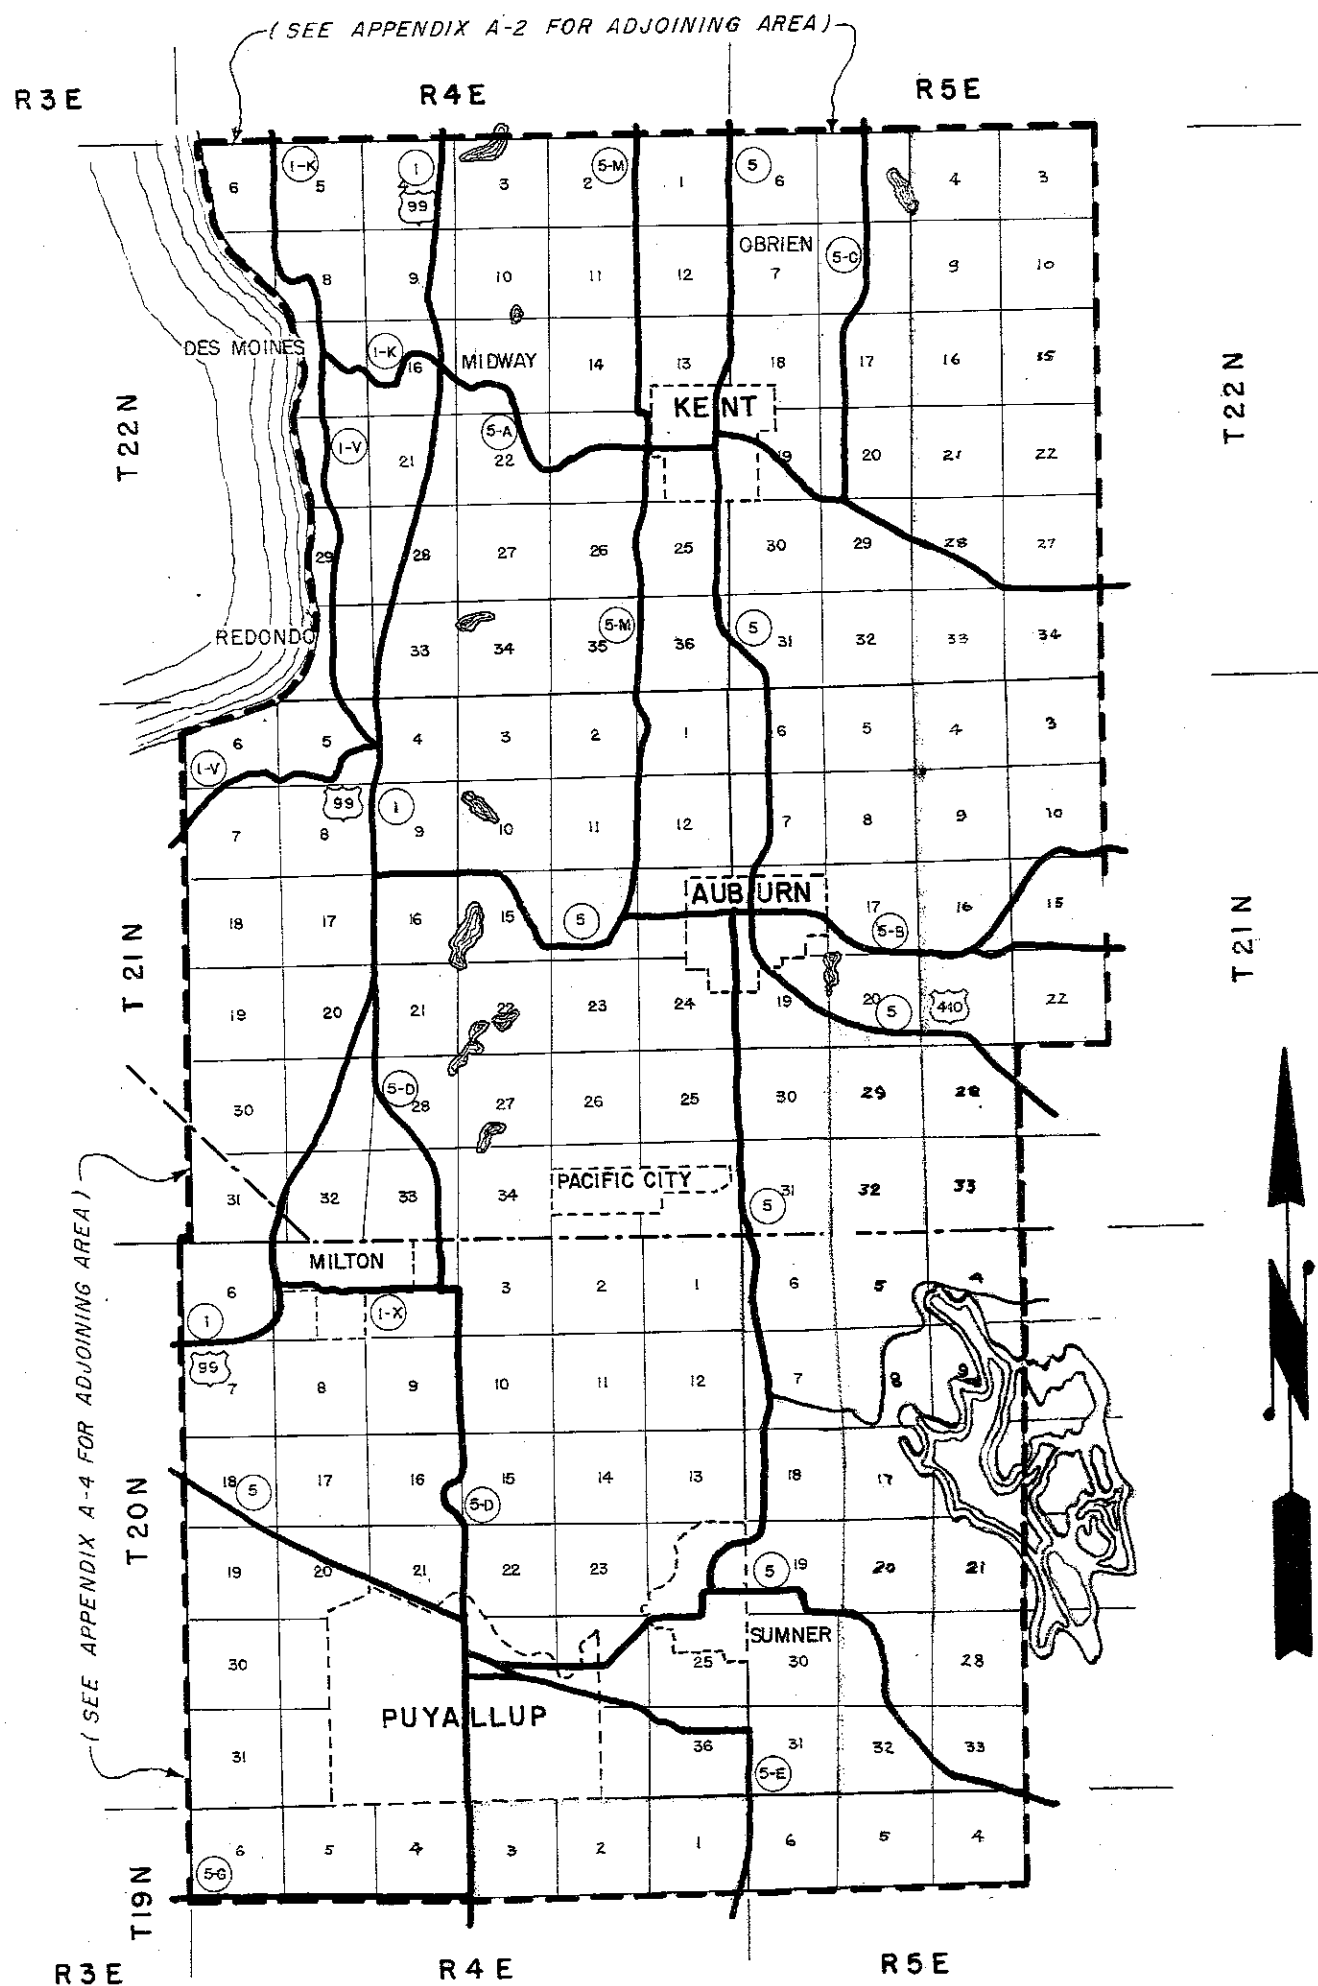 ( SEE APPENDIX A-2 FOR ADJOINING AREA )
R3E R4E R5E
1-K 1 5-M 5
6 5 4 3 2 1 6 4 3
99
OBRIEN 5-C
8 9 10 11 12 7 9 10
DES MOINES 1-K 16 MIDWAY 14 13 18 17 16 15
T22N T22N
KENT
1-V 5-A
21 22 19 20 21 22
29 28 27 26 25 30 29 28 27
REDONDO 5-M 5
33 34 35 36 31 32 33 34
6 5 4 3 2 1 6 5 4 3
1-V
99 1
7 8 9 10 11 12 7 8 9 10
AUBURN
18 17 16 15 5 17 16 15
5-B
T21N T21N
19 20 21 22 23 24 19 20 5 410 22
5-D
30 28 27 26 25 30 29 28
PACIFIC CITY
31 32 33 34 5 31 32 33
MILTON
6 3 2 1 6 5 4
1 1-X
99
7 8 9 10 11 12 7 8 9
18 5 17 16 15 14 13 18 17
5-D
T20N
( SEE APPENDIX A-4 FOR ADJOINING AREA )
19 20 21 22 23 5 19 20 21
SUMNER
30 25 30 28
PUYALLUP
31 36 31 32 33
5-E
6 5 4 3 2 1 6 5 4
5-G
T19N
R3E R4E R5E
N